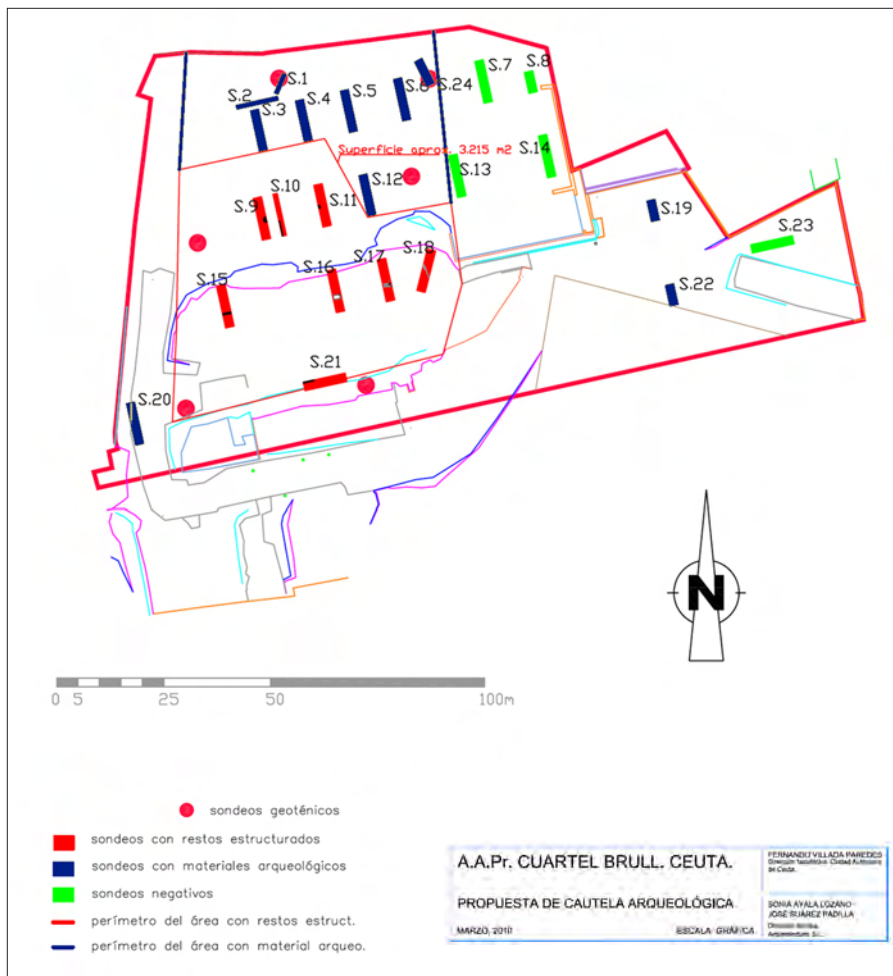 S.1
S.2
S.3
S.4
S.5
S.6
S.24
S.7
S.8
Superficie aprox. 3.215 m2
S.13
S.14
S.12
S.9
S.10
S.11
S.19
S.23
S.15
S.16
S.17
S.18
S.22
S.21
S.20
N
0 5 25 50 100m
sondeos geoténicos
sondeos con restos estructurados
sondeos con materiales arqueológicos
sondeos negativos
perímetro del área con restos estruct.
perímetro del área con material arqueo.
A.A.Pr. CUARTEL BRULL. CEUTA.
PROPUESTA DE CAUTELA ARQUEOLÓGICA
MARZO, 2010 ESCALA GRÁFICA
FERNANDO VILLADA PAREDES
de Ceuta.
SONIA AYALA LOZANO
JOSÉ SUÁREZ PADILLA